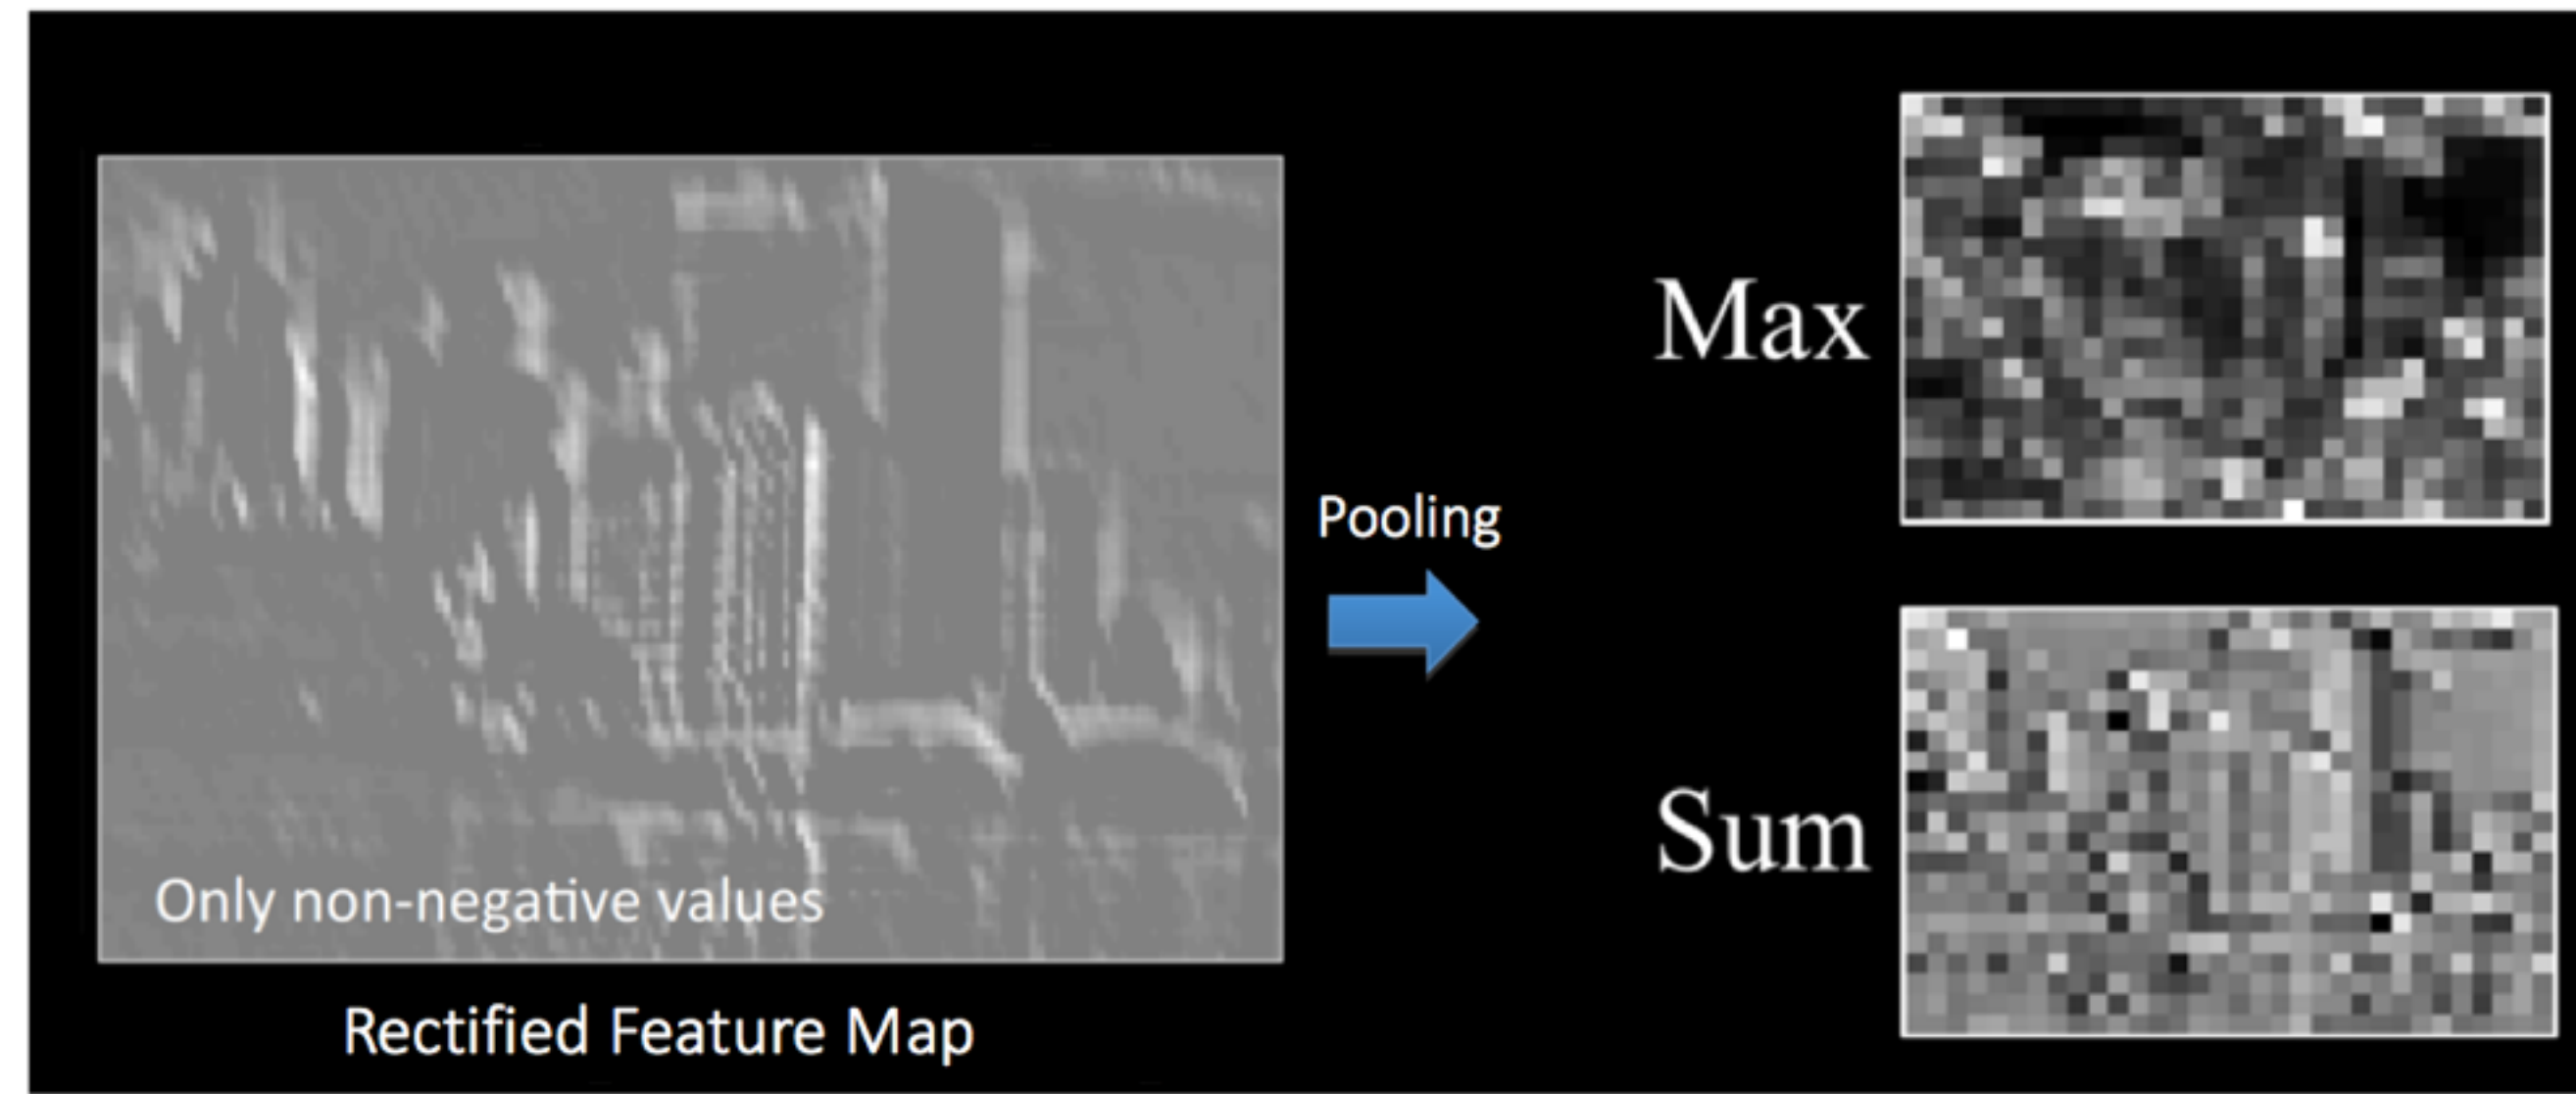 Only non-negative values
Rectified Feature Map
Pooling
Max
Sum